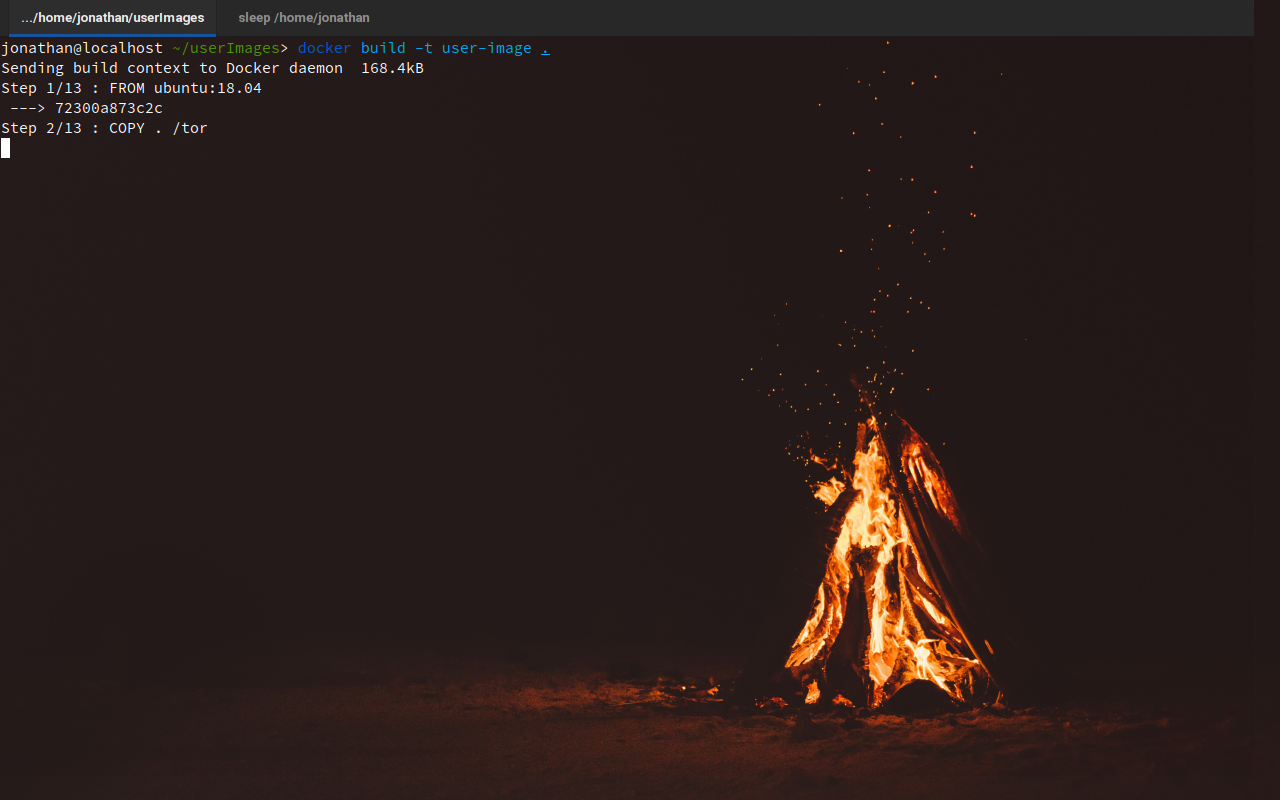 .../home/jonathan/userImages
sleep /home/jonathan
jonathan@localhost ~/userImages> docker build -t user-image .
Sending build context to Docker daemon  168.4kB
Step 1/13 : FROM ubuntu:18.04
 ---> 72300a873c2c
Step 2/13 : COPY . /tor